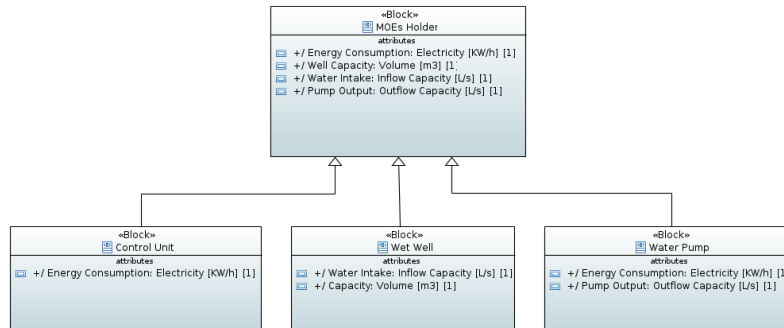 «Block»
MOEs Holder
attributes
+/ Energy Consumption: Electricity [KW/h] [1]
+/ Well Capacity: Volume [m3] [1]
+/ Water Intake: Inflow Capacity [L/s] [1]
+/ Pump Output: Outflow Capacity [L/s] [1]
«Block»
Control Unit
attributes
+/ Energy Consumption: Electricity [KW/h] [1]
«Block»
Wet Well
attributes
+/ Water Intake: Inflow Capacity [L/s] [1]
+/ Capacity: Volume [m3] [1]
«Block»
Water Pump
attributes
+/ Energy Consumption: Electricity [KW/h] [1
+/ Pump Output: Outflow Capacity [L/s] [1]